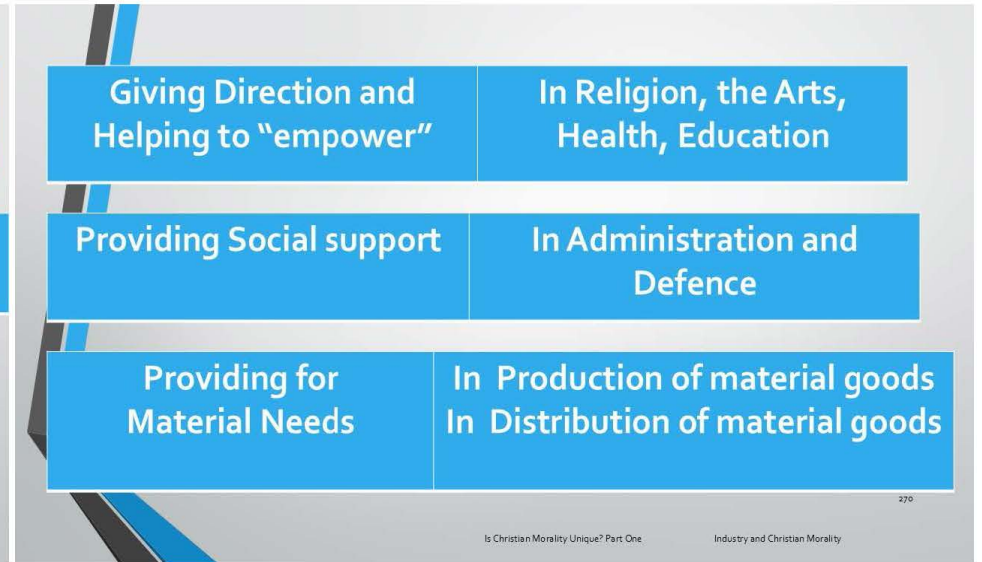 Giving Direction and
Helping to “empower”
In Religion, the Arts,
Health, Education
Providing Social support
In Administration and
Defence
Providing for
Material Needs
In Production of material goods
In Distribution of material goods
270
Is Christian Morality Unique? Part One
Industry and Christian Morality